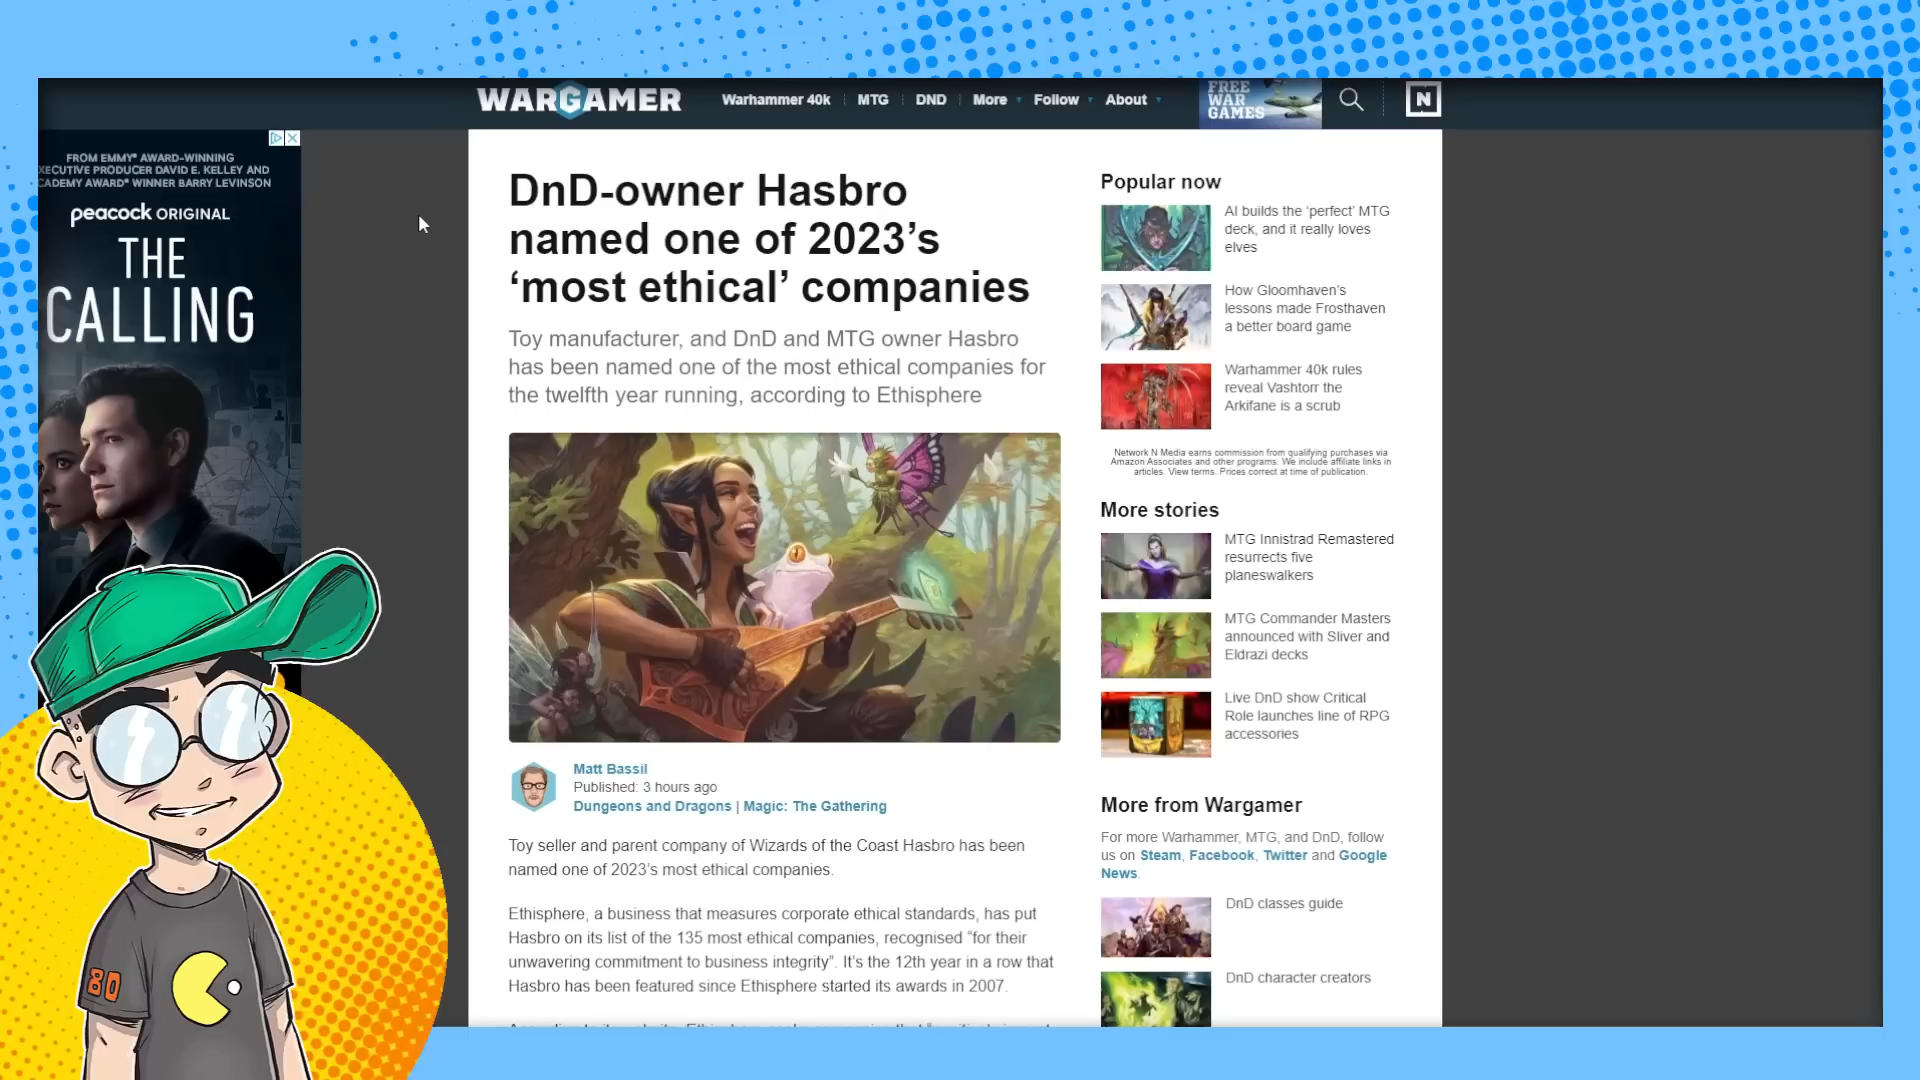 WARGAMER
Warhammer 40k
MTG
DND
More
Follow
About
FREE
WAR
GAMES
N
FROM EMMY® AWARD-WINNING
XECUTIVE PRODUCER DAVID E. KELLEY AND
CADEMY AWARD® WINNER BARRY LEVINSON
peacock ORIGINAL
THE
CALLING
DnD-owner Hasbro
named one of 2023’s
‘most ethical’ companies
Toy manufacturer, and DnD and MTG owner Hasbro
has been named one of the most ethical companies for
the twelfth year running, according to Ethisphere
Matt Bassil
Published: 3 hours ago
Dungeons and Dragons | Magic: The Gathering
Toy seller and parent company of Wizards of the Coast Hasbro has been
named one of 2023’s most ethical companies.
Ethisphere, a business that measures corporate ethical standards, has put
Hasbro on its list of the 135 most ethical companies, recognised “for their
unwavering commitment to business integrity”. It’s the 12th year in a row that
Hasbro has been featured since Ethisphere started its awards in 2007.
Popular now
AI builds the ‘perfect’ MTG
deck, and it really loves
elves
How Gloomhaven’s
lessons made Frosthaven
a better board game
Warhammer 40k rules
reveal Vashtorr the
Arkifane is a scrub
Network N Media earns commission from qualifying purchases via
Amazon Associates and other programs. We include affiliate links in
articles. View terms. Prices correct at time of publication.
More stories
MTG Innistrad Remastered
resurrects five
planeswalkers
MTG Commander Masters
announced with Sliver and
Eldrazi decks
Live DnD show Critical
Role launches line of RPG
accessories
More from Wargamer
For more Warhammer, MTG, and DnD, follow
us on Steam, Facebook, Twitter and Google
News.
DnD classes guide
DnD character creators
80